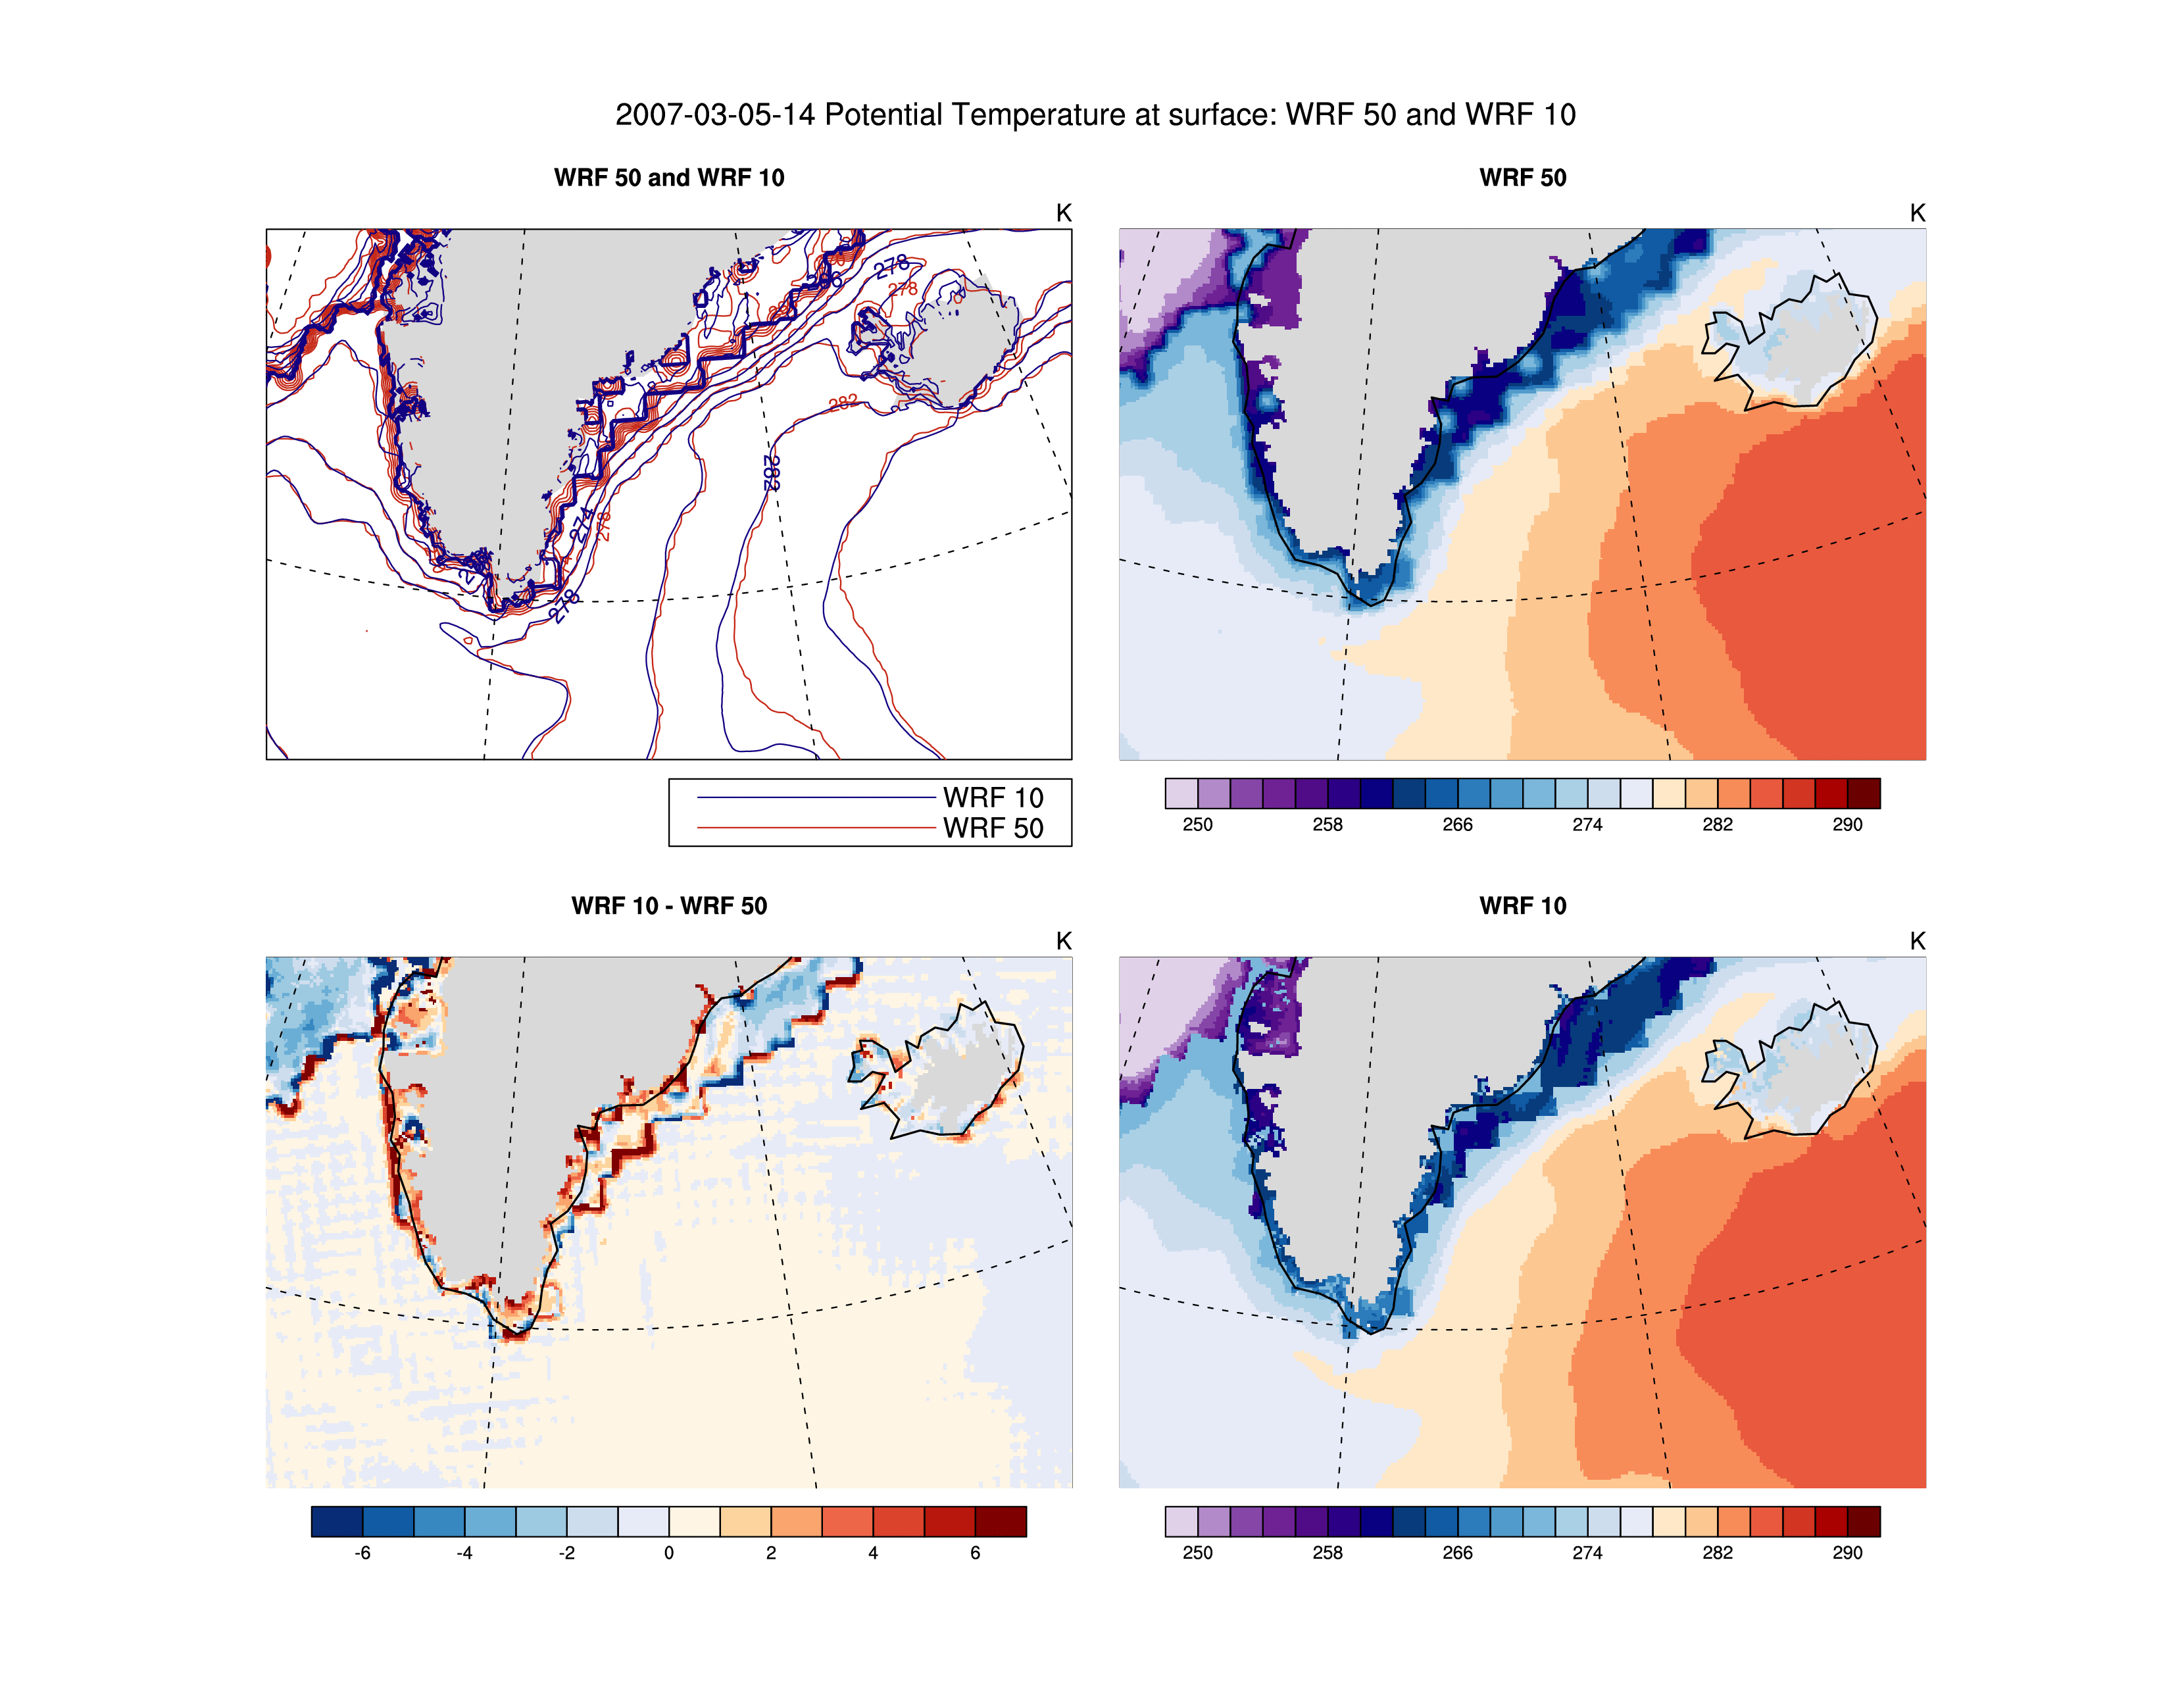 2007-03-05-14 Potential Temperature at surface: WRF 50 and WRF 10
WRF 50 and WRF 10
K
278
278
282
282
274
278
278
WRF 10
WRF 50
WRF 50
K
250 258 266 274 282 290
WRF 10 - WRF 50
K
-6 -4 -2 0 2 4 6
WRF 10
K
250 258 266 274 282 290